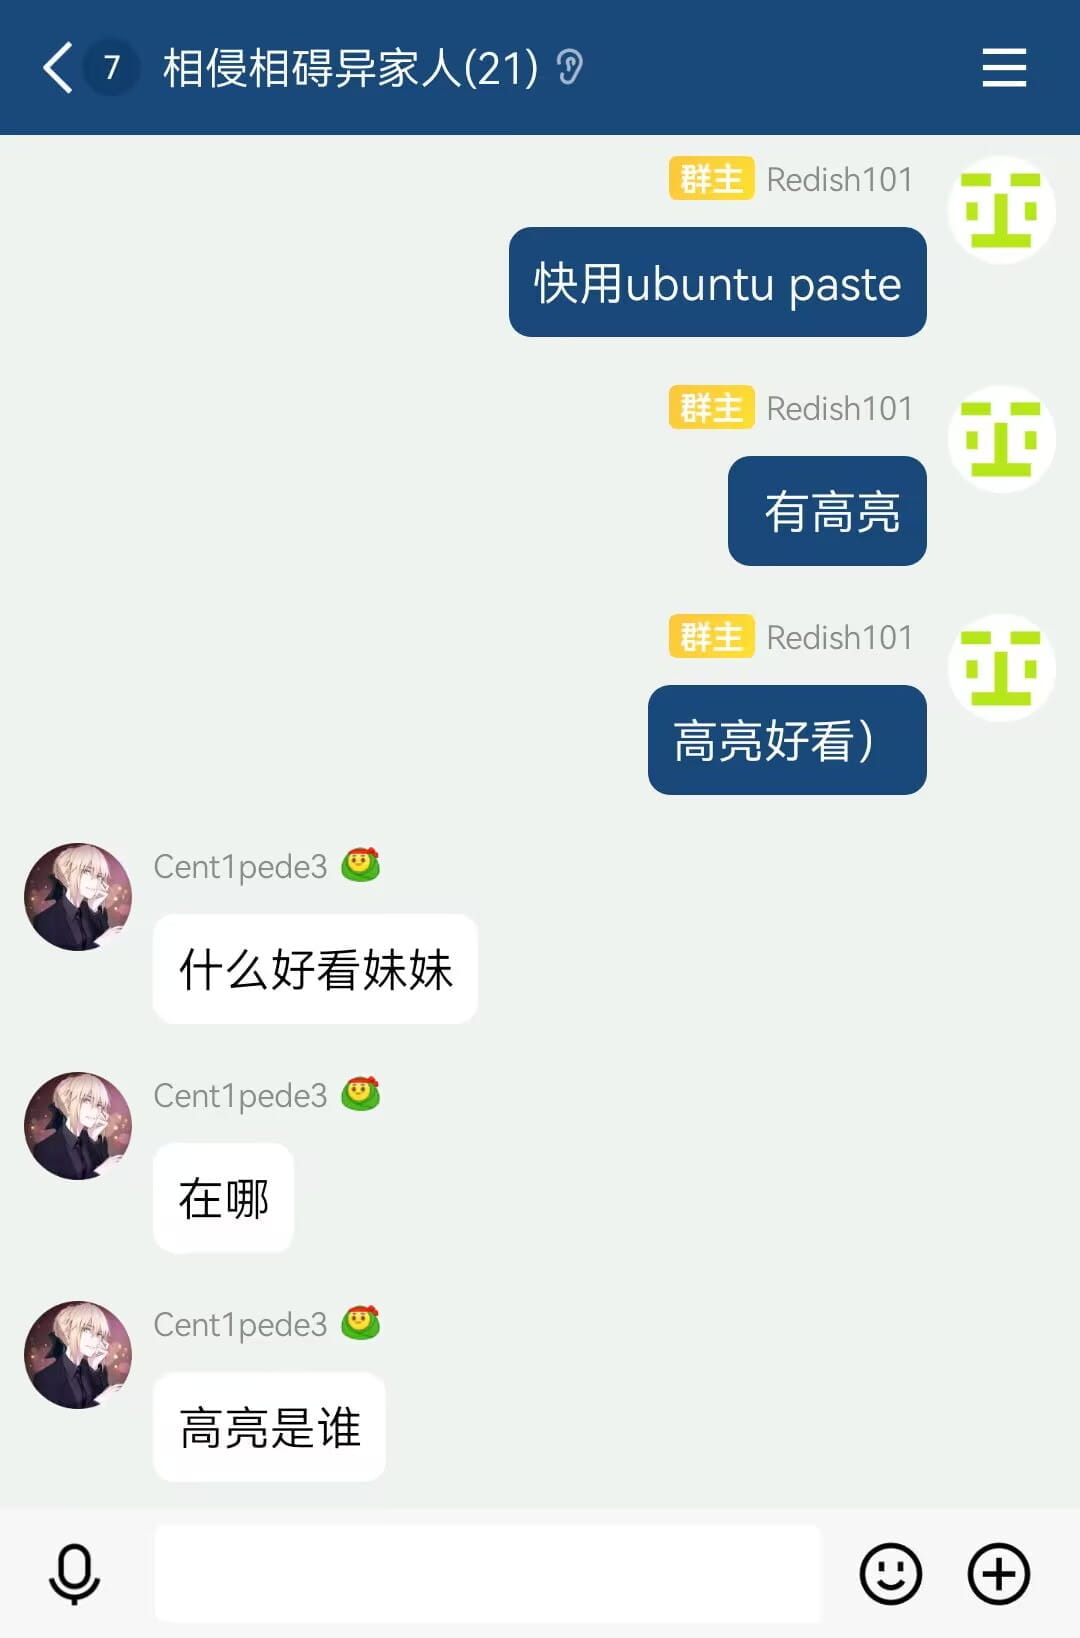 7 相侵相碍异家人(21)
群主 Redish101
快用ubuntu paste
群主 Redish101
有高亮
群主 Redish101
高亮好看）
Cent1pede3
什么好看妹妹
Cent1pede3
在哪
Cent1pede3
高亮是谁